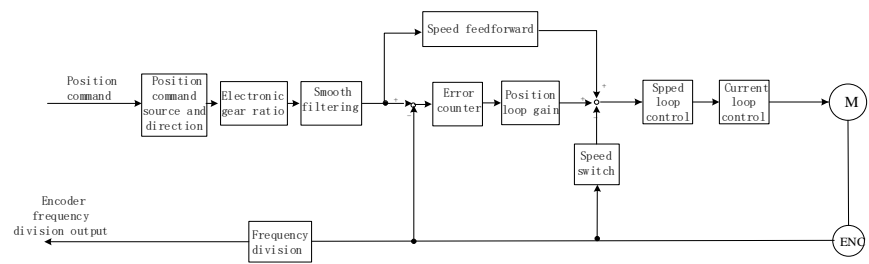 Speed feedforward
Position
command
Position
command
source and
direction
Electronic
gear ratio
Smooth
filtering
+
−
Error
counter
Position
loop gain
+
+
−
Spped
loop
control
Current
loop
control
M
Speed
switch
Encoder
frequency
division output
Frequency
division
ENC